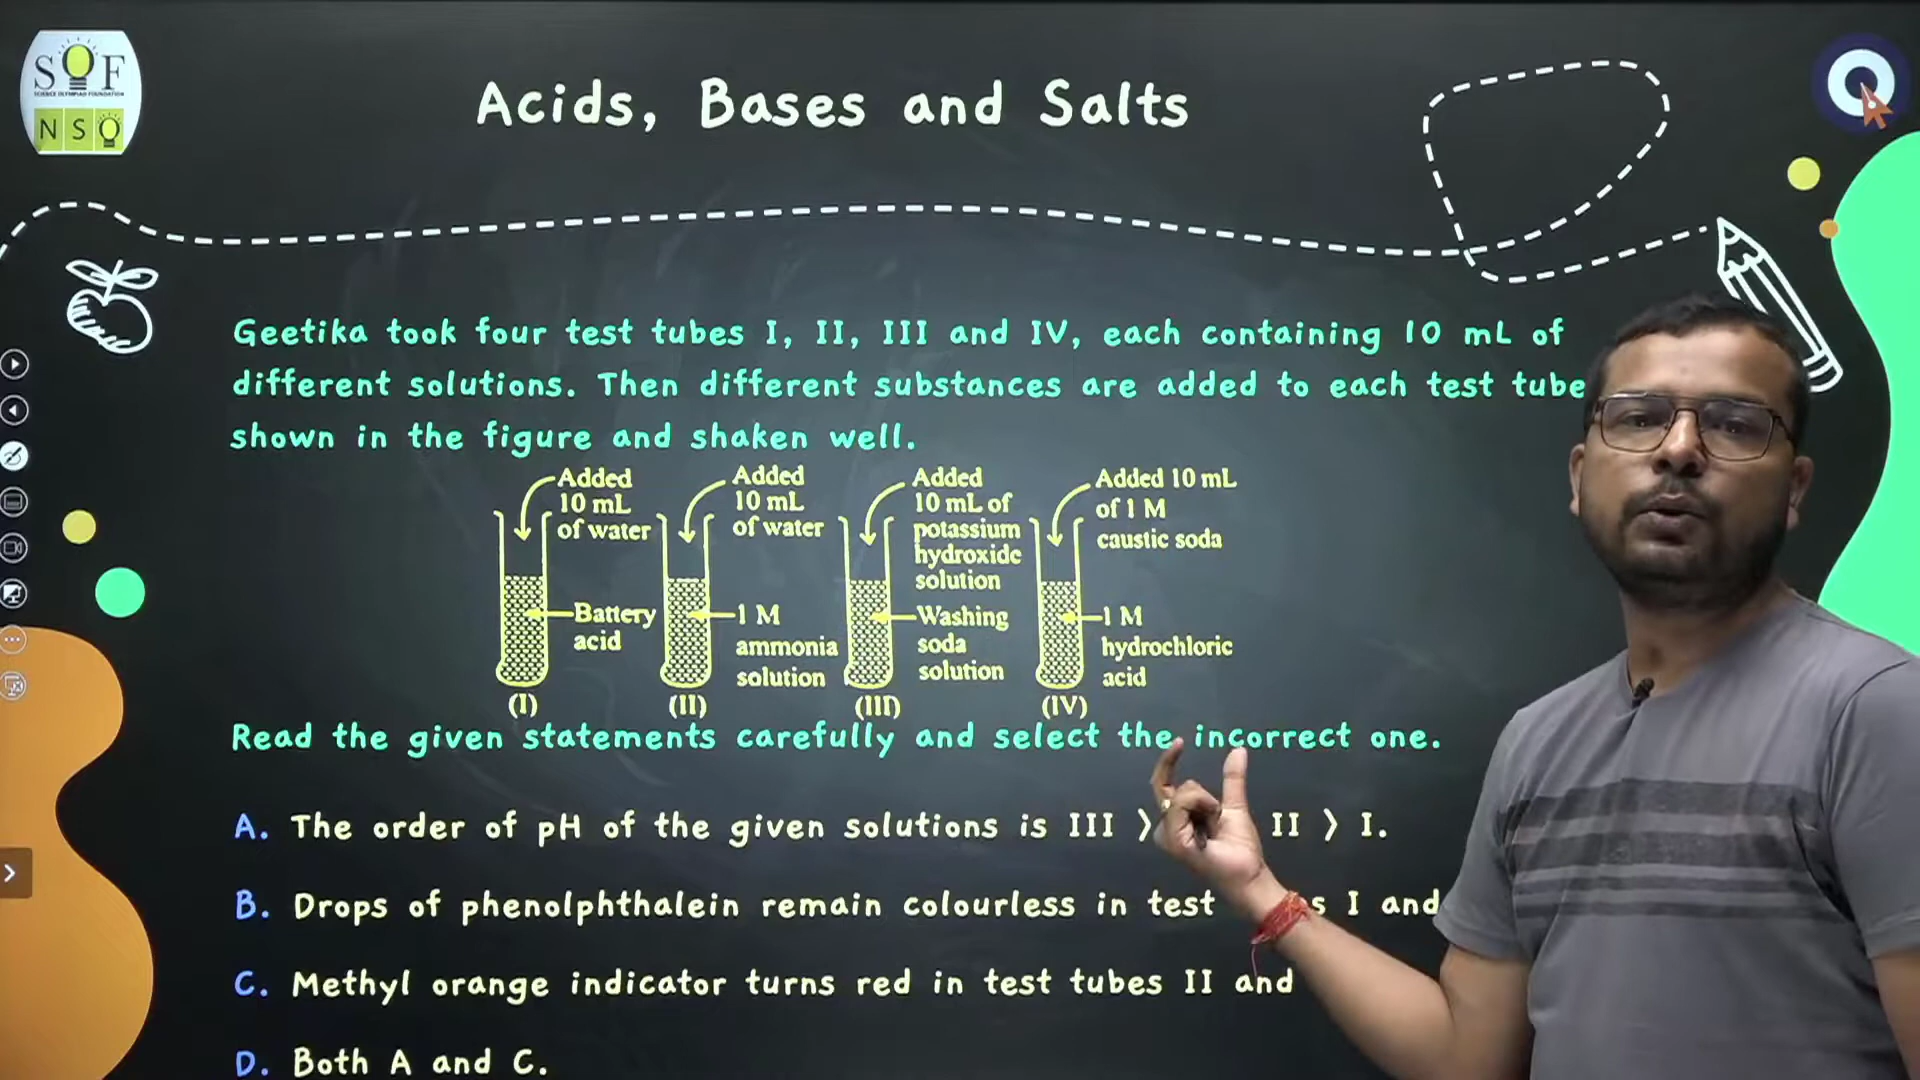 SOF
SCIENCE OLYMPIAD FOUNDATION
NSO
Acids, Bases and Salts
Geetika took four test tubes I, II, III and IV, each containing 10 mL of
different solutions. Then different substances are added to each test tube
shown in the figure and shaken well.
Added
10 mL
of water
Battery
acid
(I)
Added
10 mL
of water
1 M
ammonia
solution
(II)
Added
10 mL of
potassium
hydroxide
solution
Washing
soda
solution
(III)
Added 10 mL
of 1 M
caustic soda
1 M
hydrochloric
acid
(IV)
Read the given statements carefully and select the incorrect one.
A. The order of pH of the given solutions is III > II > I.
B. Drops of phenolphthalein remain colourless in test I and
C. Methyl orange indicator turns red in test tubes II and
D. Both A and C.